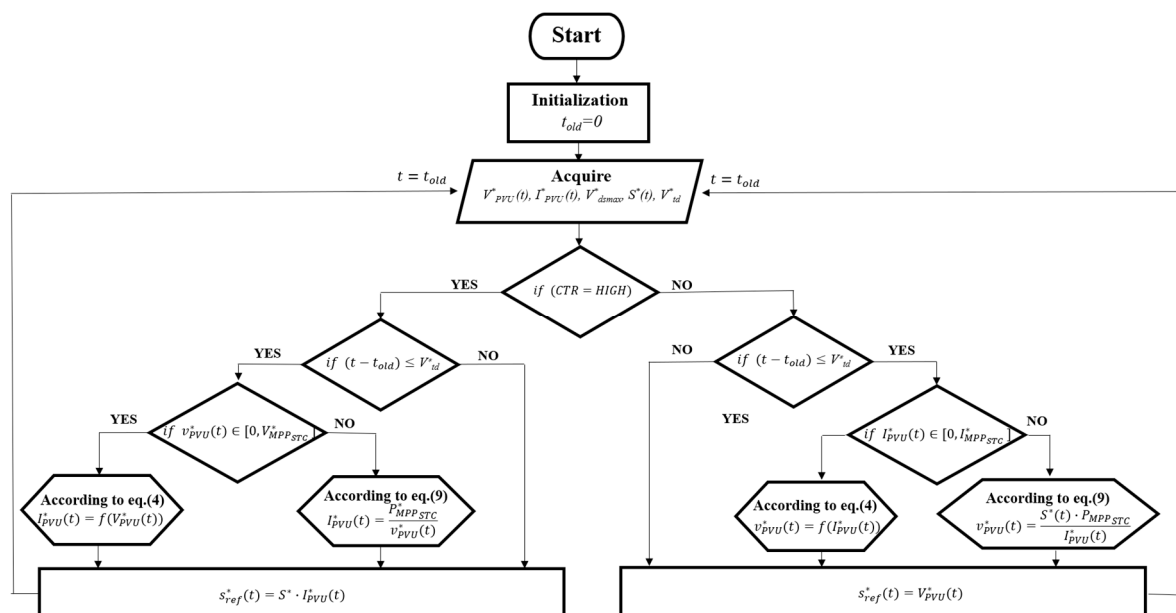 Start
Initialization
t_old=0
t = t_old
Acquire
t = t_old
V*_PVU(t), I*_PVU(t), V*_dsmax, S*(t), V*_td
YES
if (CTR = HIGH)
NO
YES
if (t − t_old) ≤ V*_td
NO
NO
if (t − t_old) ≤ V*_td
YES
YES
if v*_PVU(t) ∈ [0, V*_MPP_STC ]
NO
YES
if I*_PVU(t) ∈ [0, I*_MPP_STC ]
NO
According to eq.(4)
I*_PVU(t) = f(V*_PVU(t))
According to eq.(9)
I*_PVU(t) = P*_MPP_STC / v*_PVU(t)
According to eq.(4)
v*_PVU(t) = f(I*_PVU(t))
According to eq.(9)
v*_PVU(t) = S*(t) · P_MPP_STC / I*_PVU(t)
s*_ref(t) = S* · I*_PVU(t)
s*_ref(t) = V*_PVU(t)